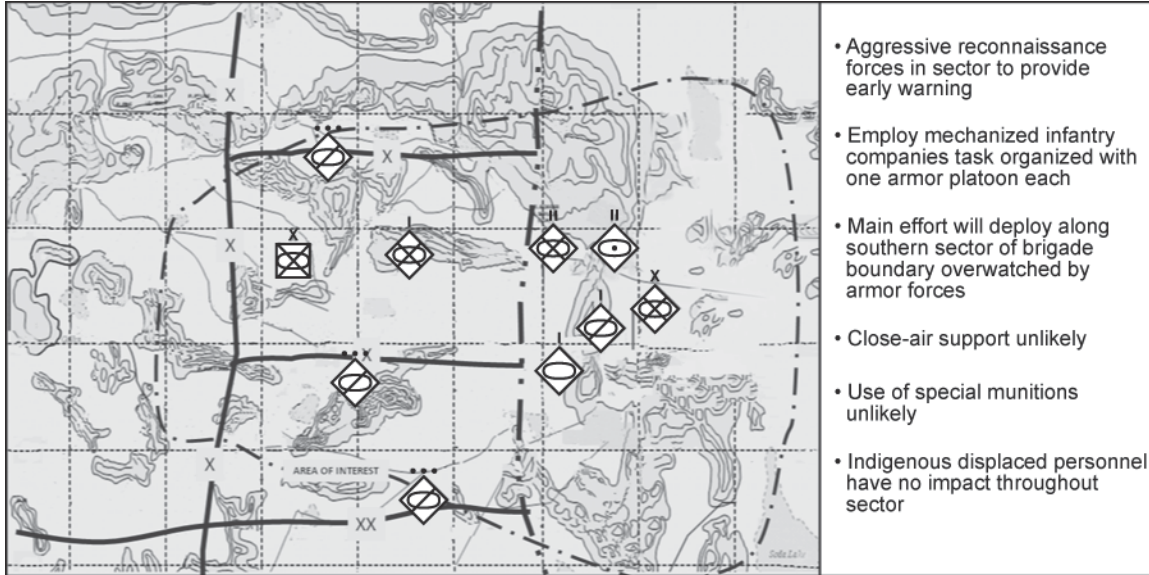 X
•••
X
X
I
II
II
X
X
I
I
•••
X
AREA OF INTEREST
•••
X
XX
Soda Lake
• Aggressive reconnaissance
forces in sector to provide
early warning
• Employ mechanized infantry
companies task organized with
one armor platoon each
• Main effort will deploy along
southern sector of brigade
boundary overwatched by
armor forces
• Close-air support unlikely
• Use of special munitions
unlikely
• Indigenous displaced personnel
have no impact throughout
sector